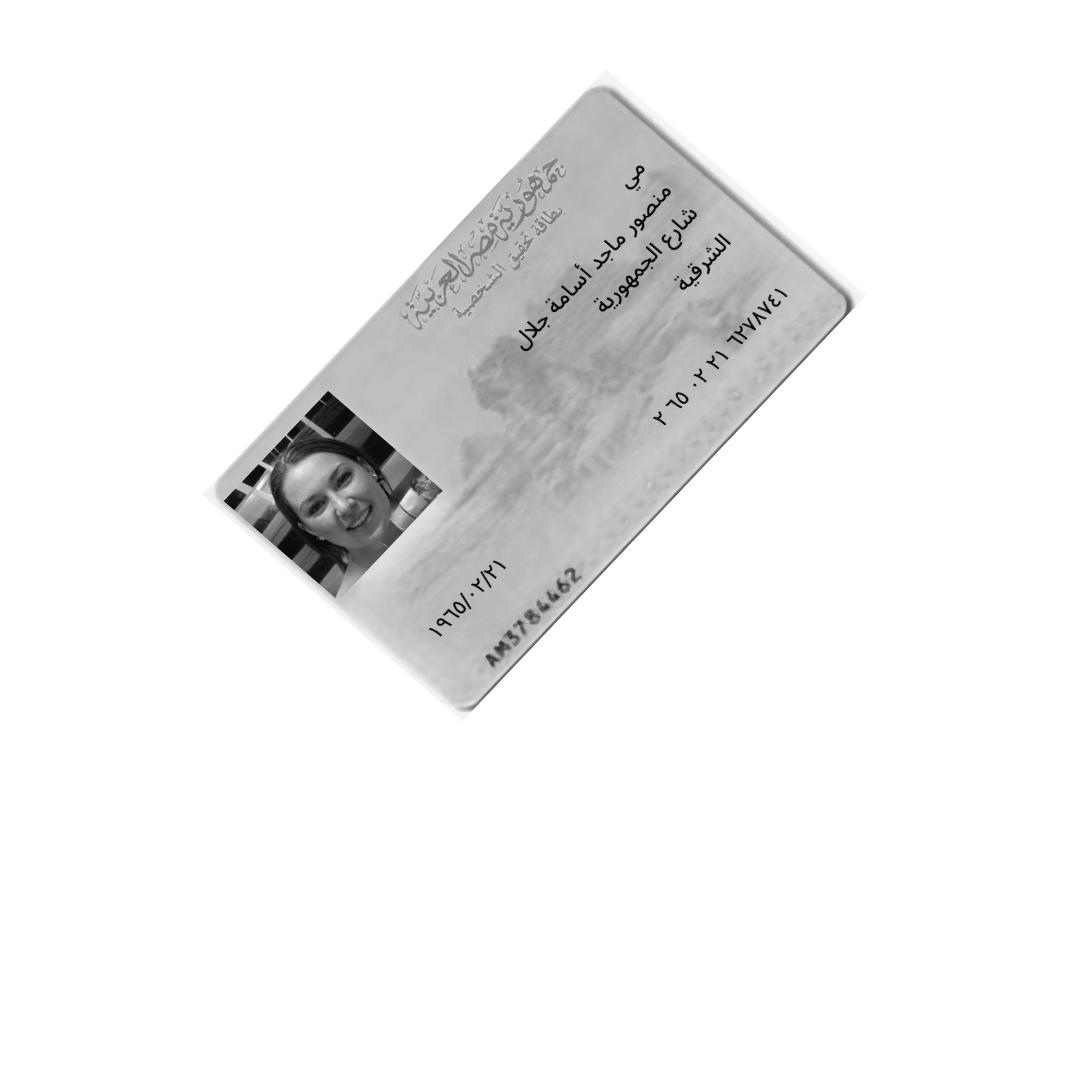 جمهورية مصر العربية
بطاقة تحقيق الشخصية
مي
منصور ماجد أسامة جلال
شارع الجمهورية
الشرقية
٢ ٦٥ ٠٢ ٢١ ٦٢٧٨٧٤١
١٩٦٥/٠٢/٢١
AM3784462